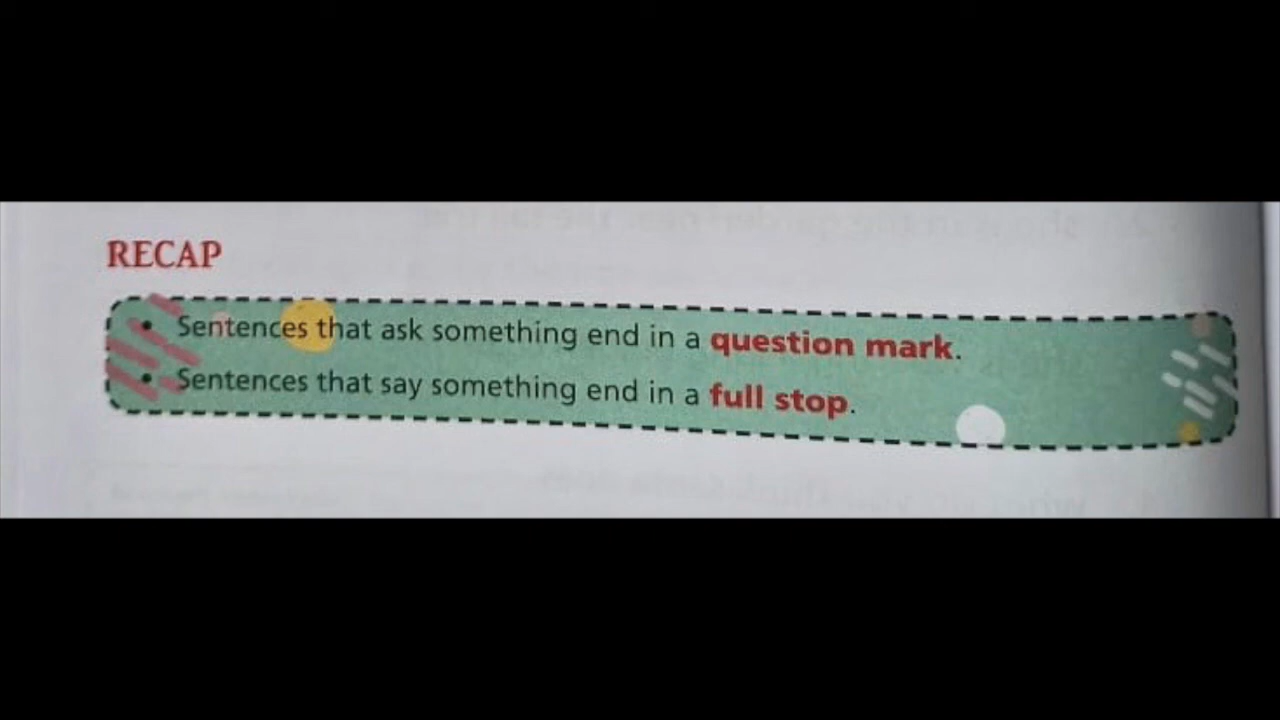 RECAP
• Sentences that ask something end in a question mark.
• Sentences that say something end in a full stop.